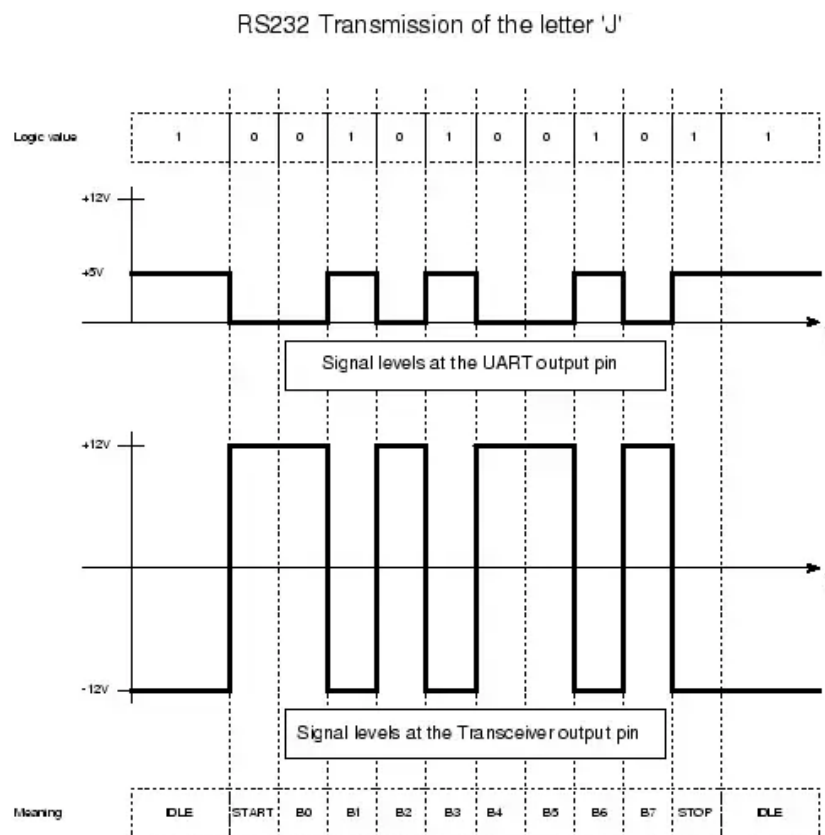 RS232 Transmission of the letter 'J'
Logic value 1 0 0 1 0 1 0 0 1 0 1 1
+12V
+5V
Signal levels at the UART output pin
+12V
-12V
Signal levels at the Transceiver output pin
Meaning IDLE START B0 B1 B2 B3 B4 B5 B6 B7 STOP IDLE